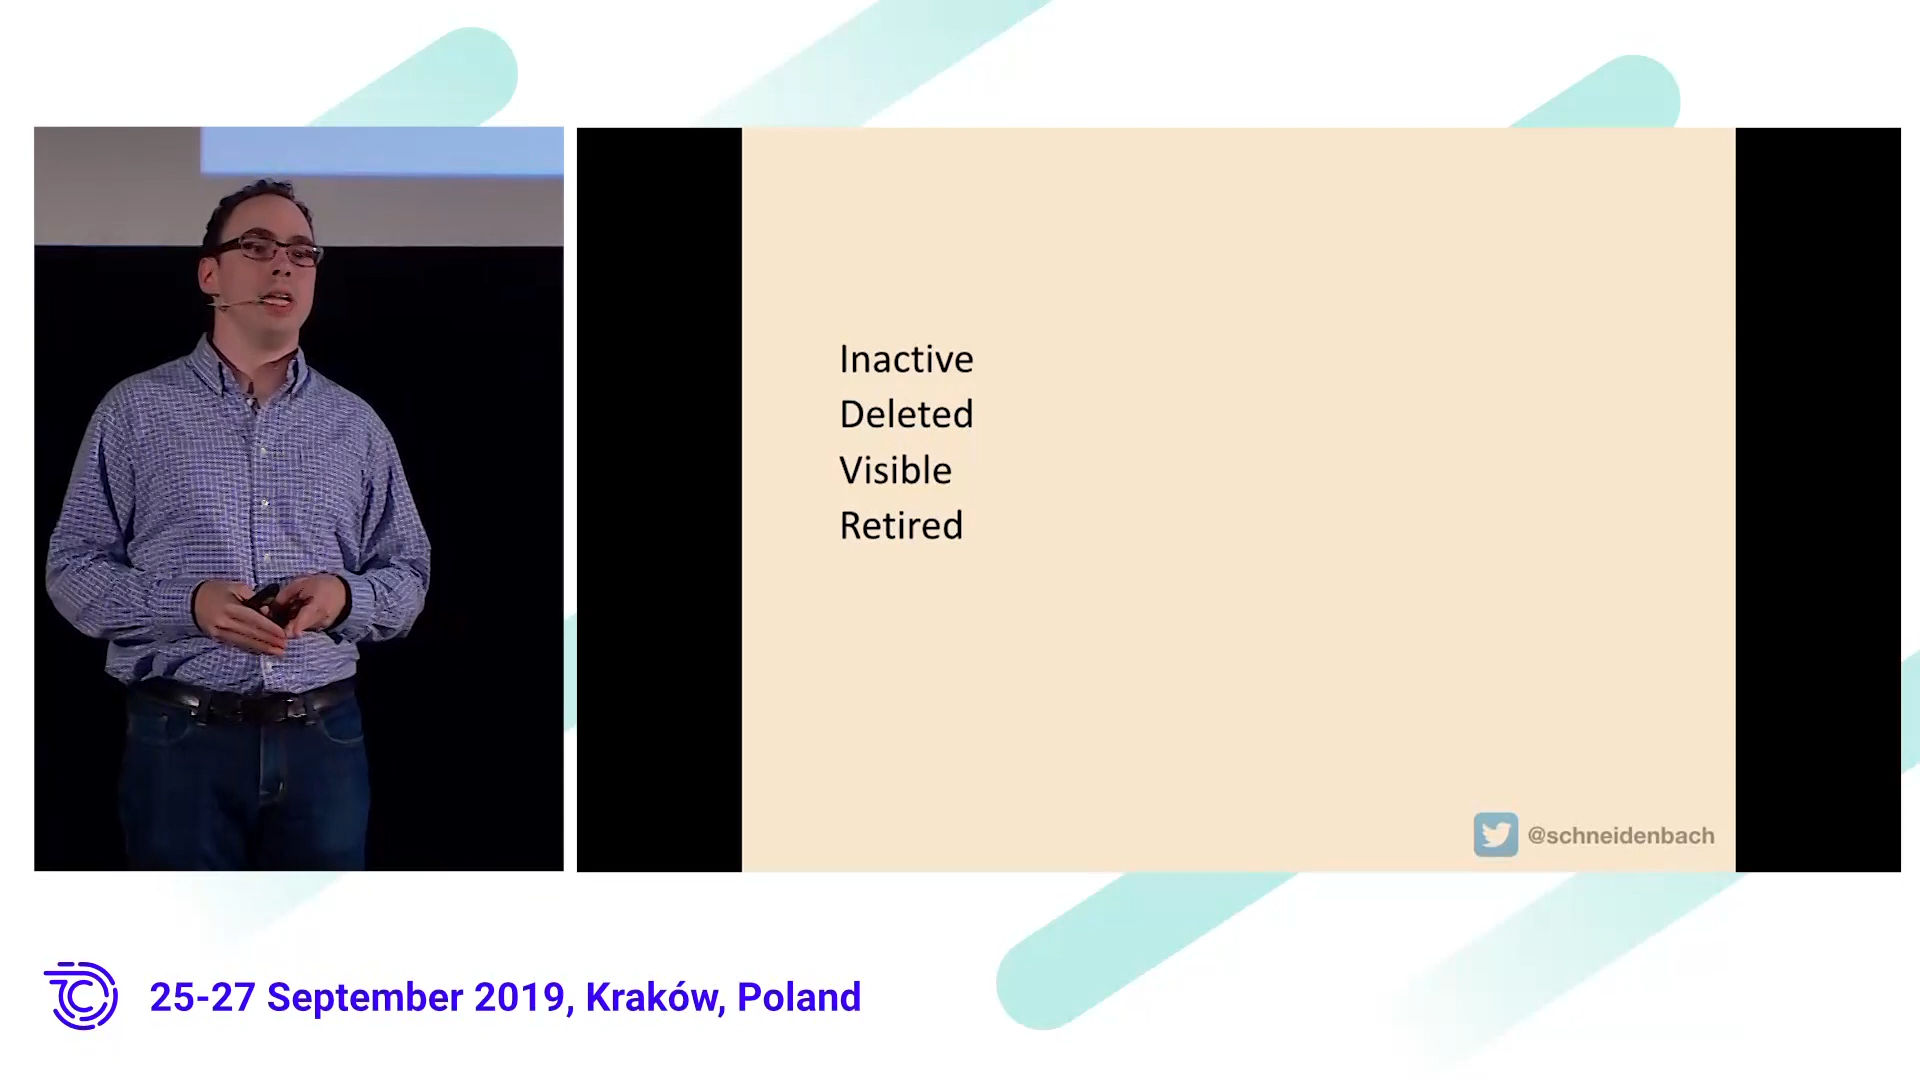 Inactive
Deleted
Visible
Retired
@schneidenbach
25-27 September 2019, Kraków, Poland